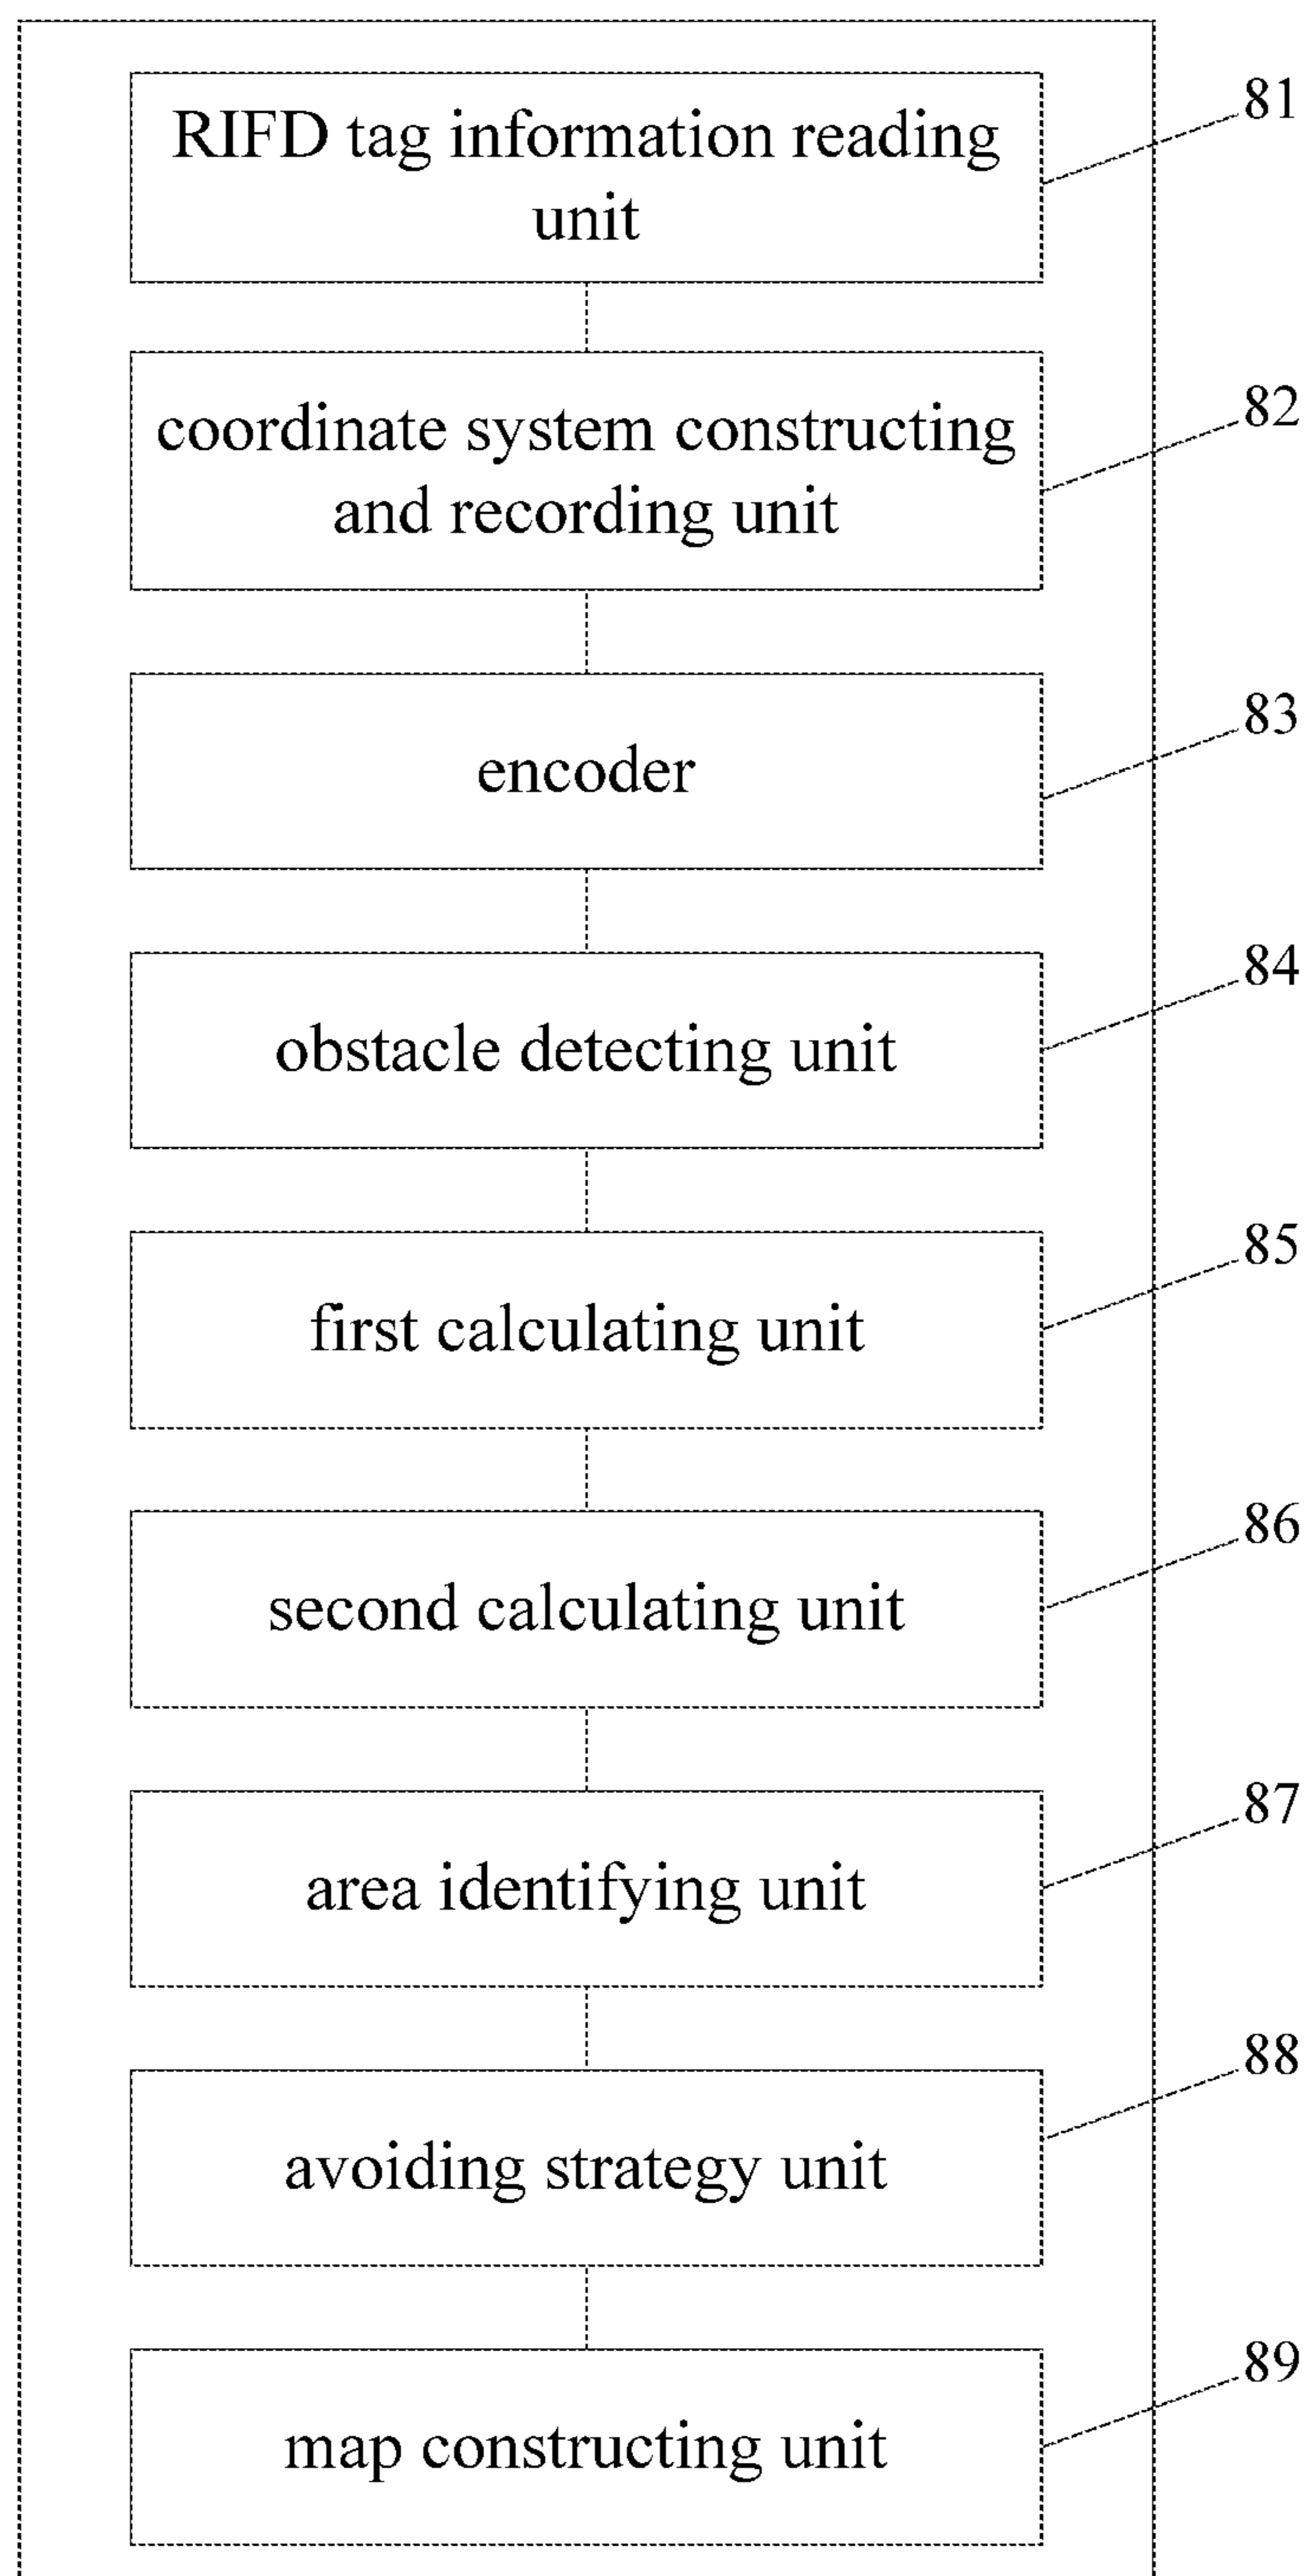 RIFD tag information reading
unit
81
coordinate system constructing
and recording unit
82
encoder
83
obstacle detecting unit
84
first calculating unit
85
second calculating unit
86
area identifying unit
87
avoiding strategy unit
88
map constructing unit
89